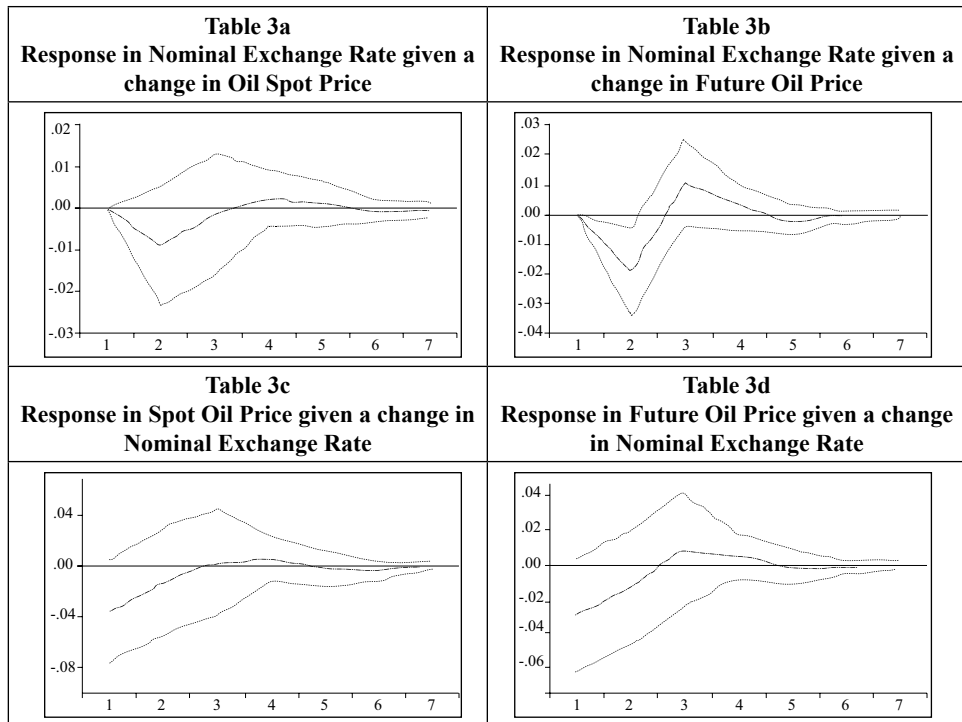 Table 3a
Response in Nominal Exchange Rate given a
change in Oil Spot Price
Table 3b
Response in Nominal Exchange Rate given a
change in Future Oil Price
.02
.01
.00
-.01
-.02
-.03
1 2 3 4 5 6 7
.03
.02
.01
.00
-.01
-.02
-.03
-.04
1 2 3 4 5 6 7
Table 3c
Response in Spot Oil Price given a change in
Nominal Exchange Rate
Table 3d
Response in Future Oil Price given a change
in Nominal Exchange Rate
.04
.00
-.04
-.08
1 2 3 4 5 6 7
.04
.02
.00
-.02
-.04
-.06
1 2 3 4 5 6 7